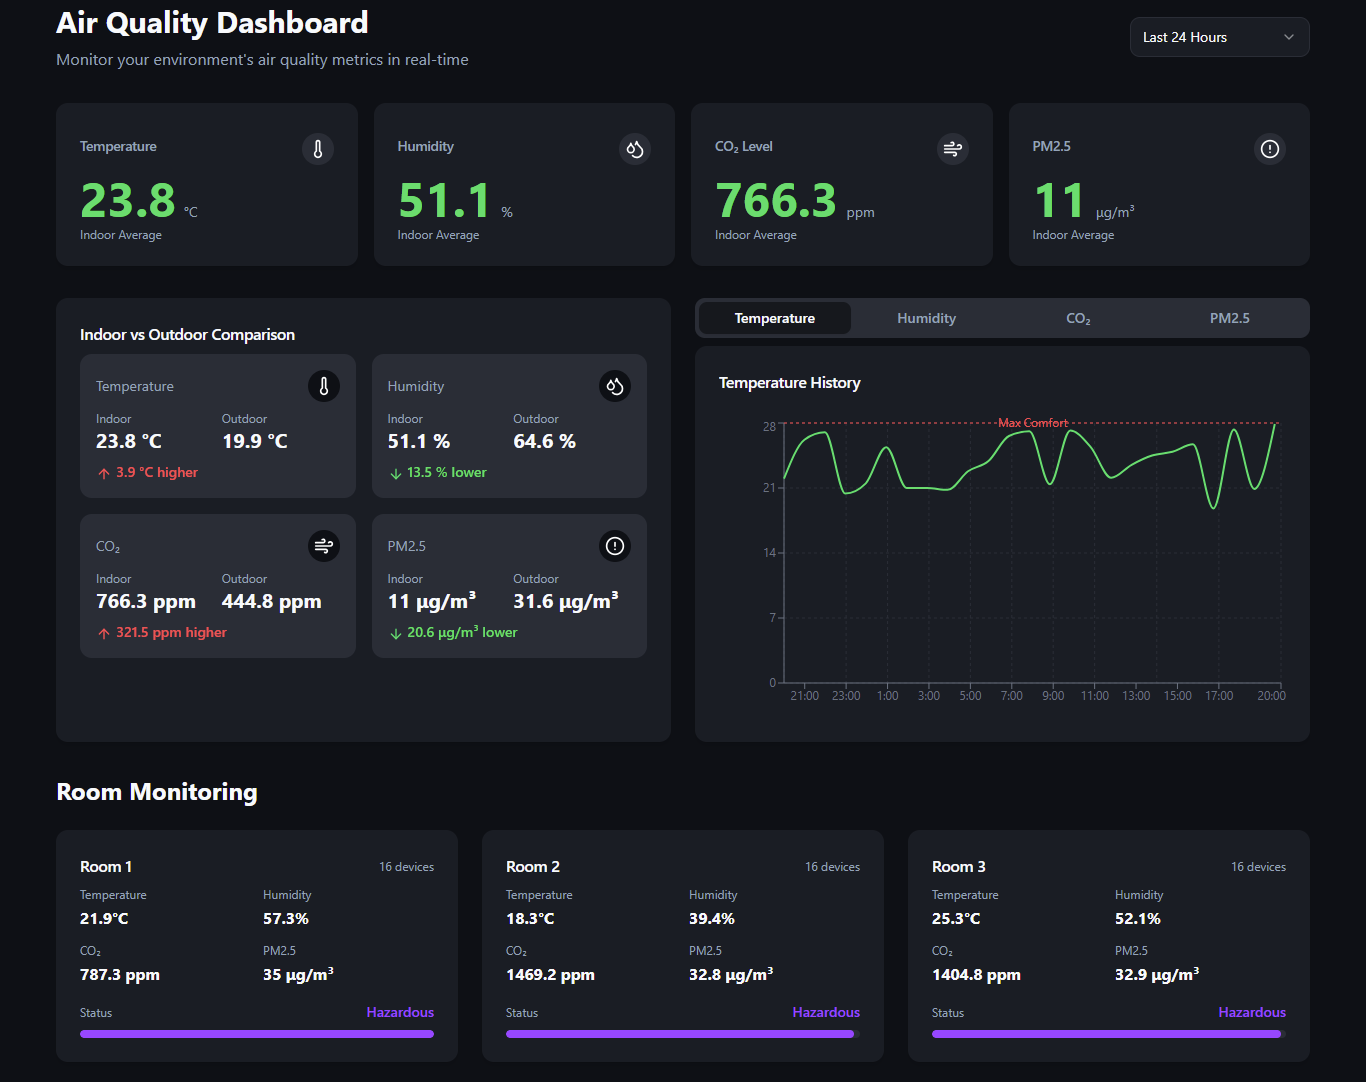 Air Quality Dashboard
Monitor your environment's air quality metrics in real-time
Last 24 Hours
Temperature
23.8 °C
Indoor Average
Humidity
51.1 %
Indoor Average
CO₂ Level
766.3 ppm
Indoor Average
PM2.5
11 µg/m³
Indoor Average
Indoor vs Outdoor Comparison
Temperature
Indoor Outdoor
23.8 °C 19.9 °C
↑ 3.9 °C higher
Humidity
Indoor Outdoor
51.1 % 64.6 %
↓ 13.5 % lower
CO₂
Indoor Outdoor
766.3 ppm 444.8 ppm
↑ 321.5 ppm higher
PM2.5
Indoor Outdoor
11 µg/m³ 31.6 µg/m³
↓ 20.6 µg/m³ lower
Temperature Humidity CO₂ PM2.5
Temperature History
Max Comfort
28
21
14
7
0
21:00 23:00 1:00 3:00 5:00 7:00 9:00 11:00 13:00 15:00 17:00 20:00
Room Monitoring
Room 1 16 devices
Temperature Humidity
21.9°C 57.3%
CO₂ PM2.5
787.3 ppm 35 µg/m³
Status Hazardous
Room 2 16 devices
Temperature Humidity
18.3°C 39.4%
CO₂ PM2.5
1469.2 ppm 32.8 µg/m³
Status Hazardous
Room 3 16 devices
Temperature Humidity
25.3°C 52.1%
CO₂ PM2.5
1404.8 ppm 32.9 µg/m³
Status Hazardous